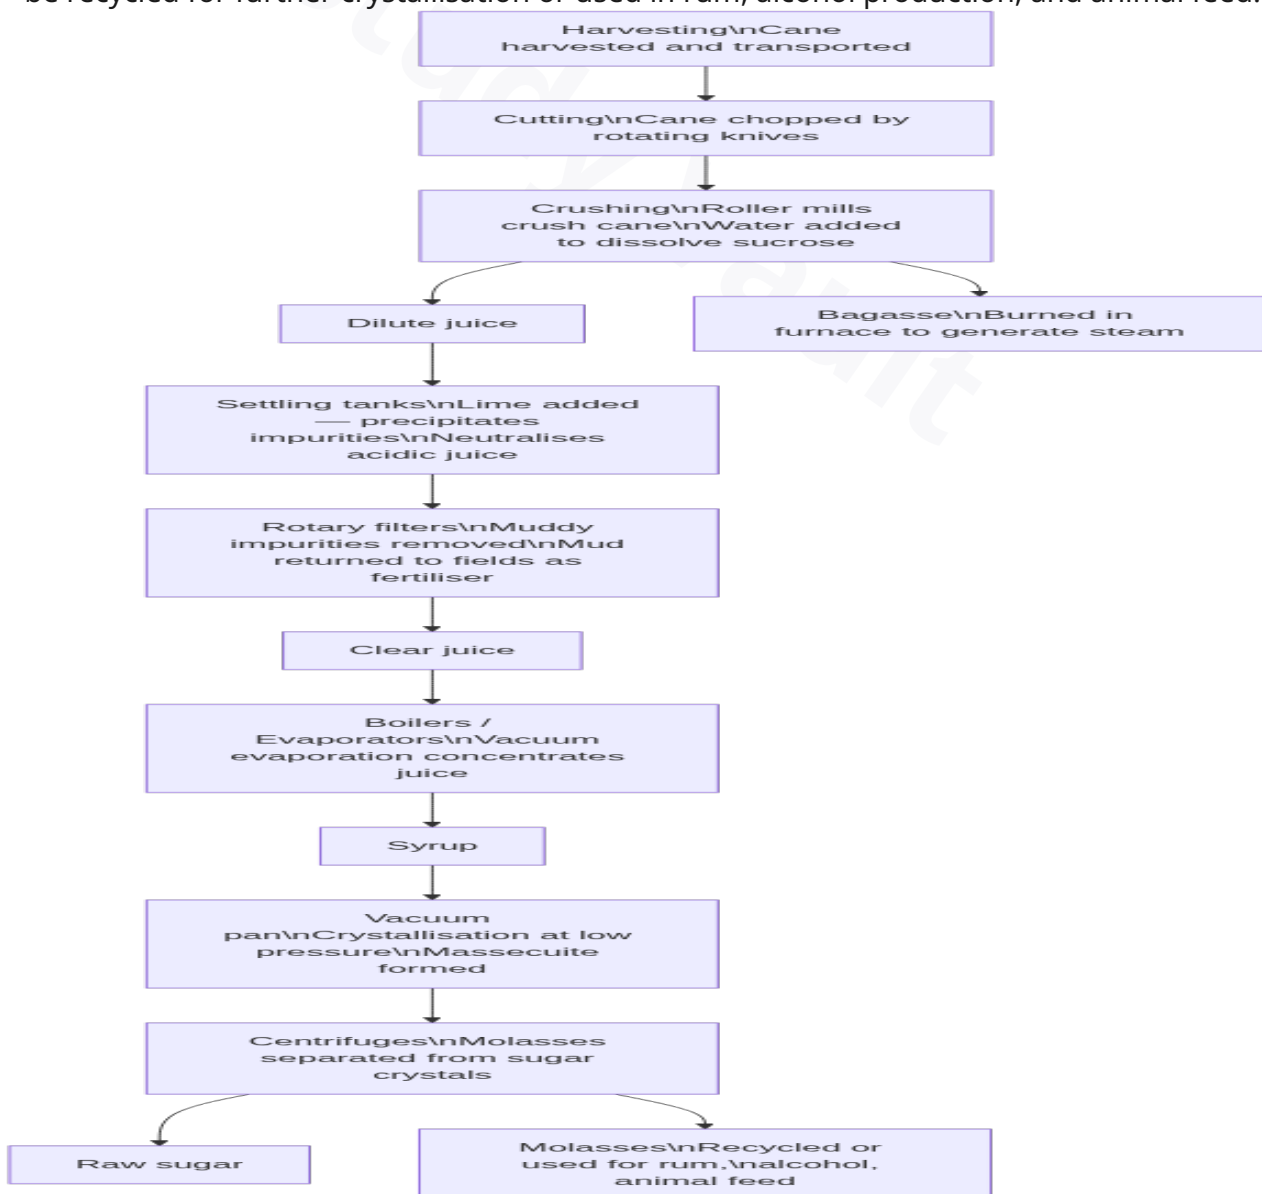 be recycled for further crystallisation or used in rum, alcohol production, and animal feed.
Harvesting\nCane
harvested and transported
Cutting\nCane chopped by
rotating knives
Crushing\nRoller mills
crush cane\nWater added
to dissolve sucrose
Dilute juice
Bagasse\nBurned in
furnace to generate steam
Settling tanks\nLime added
— precipitates
impurities\nNeutralises
acidic juice
Rotary filters\nMuddy
impurities removed\nMud
returned to fields as
fertiliser
Clear juice
Boilers /
Evaporators\nVacuum
evaporation concentrates
juice
Syrup
Vacuum
pan\nCrystallisation at low
pressure\nMassecuite
formed
Centrifuges\nMolasses
separated from sugar
crystals
Raw sugar
Molasses\nRecycled or
used for rum,\nalcohol,
animal feed